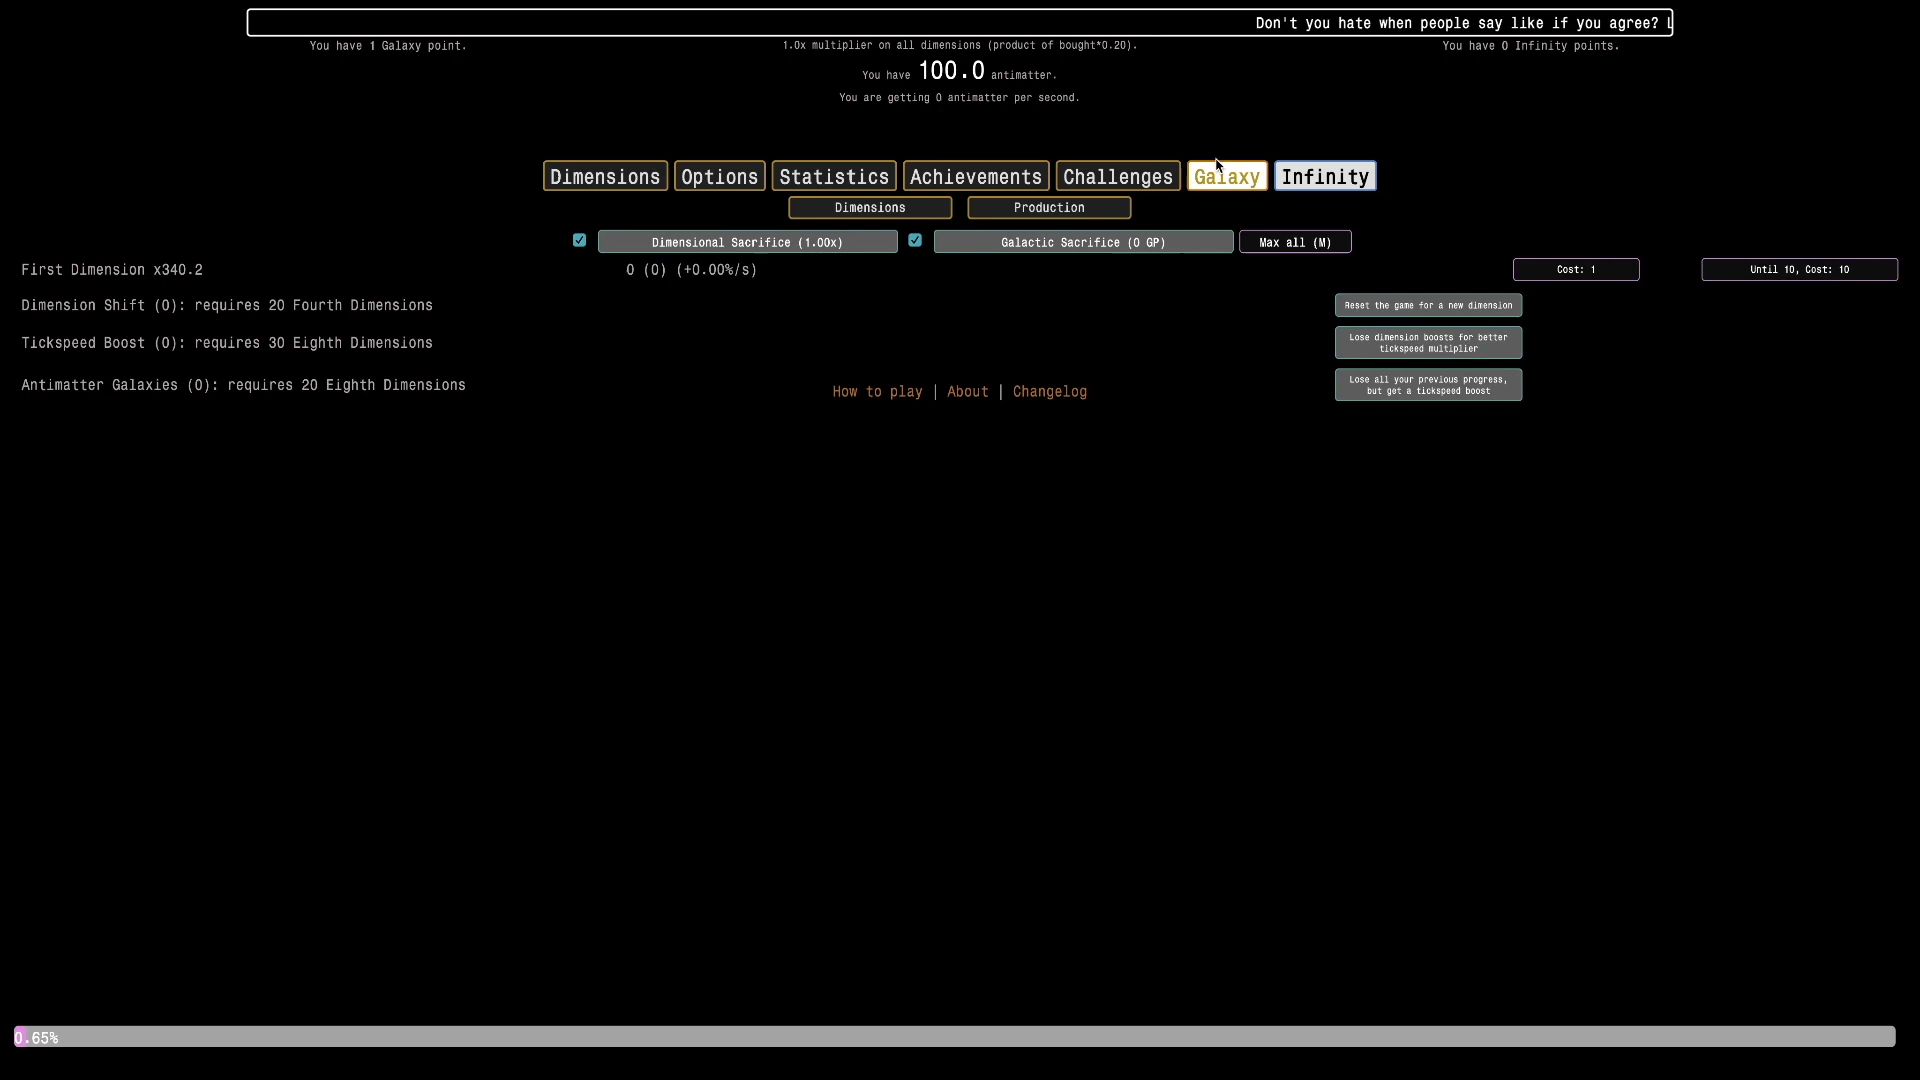 Don't you hate when people say like if you agree?
You have 1 Galaxy point.
1.0x multiplier on all dimensions (product of bought*0.20).
You have 0 Infinity points.
You have 100.0 antimatter.
You are getting 0 antimatter per second.
Dimensions Options Statistics Achievements Challenges Galaxy Infinity
Dimensions Production
Dimensional Sacrifice (1.00x) Galactic Sacrifice (0 GP) Max all (M)
First Dimension x340.2 0 (0) (+0.00%/s) Cost: 1 Until 10, Cost: 10
Dimension Shift (0): requires 20 Fourth Dimensions Reset the game for a new dimension
Tickspeed Boost (0): requires 30 Eighth Dimensions
Lose dimension boosts for better
tickspeed multiplier
Antimatter Galaxies (0): requires 20 Eighth Dimensions
Lose all your previous progress,
but get a tickspeed boost
How to play | About | Changelog
0.65%